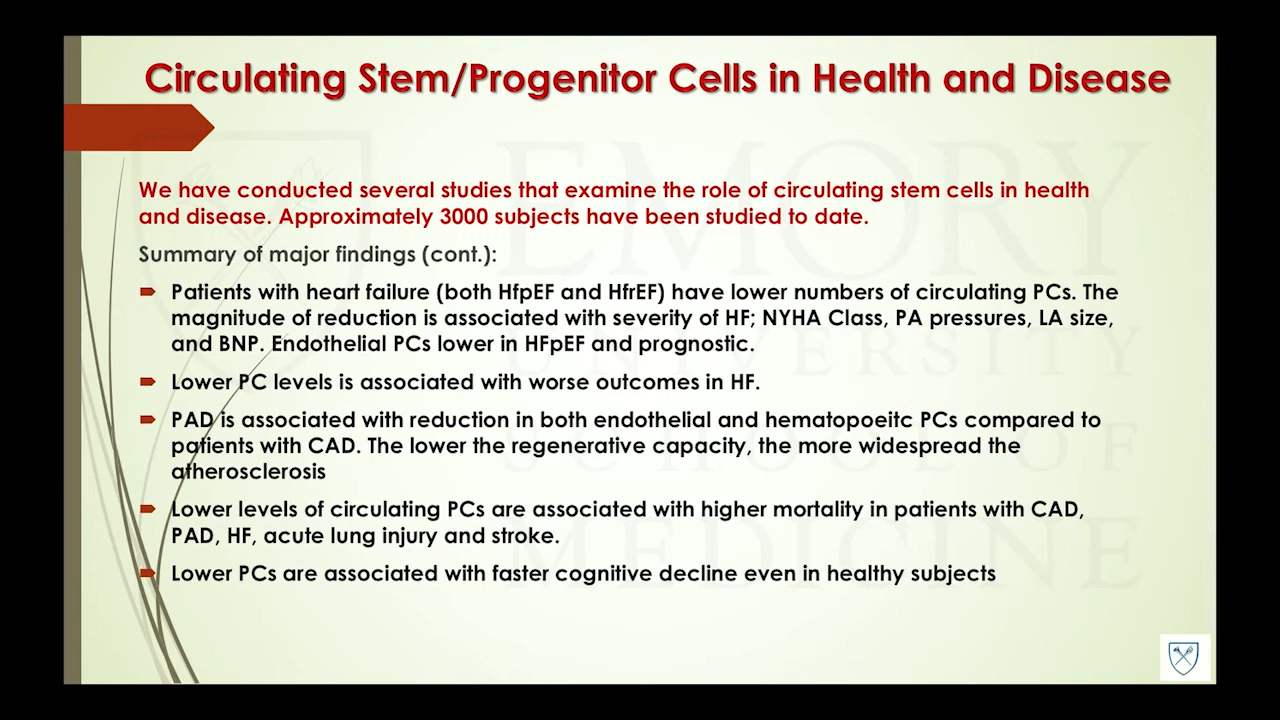 Circulating Stem/Progenitor Cells in Health and Disease
We have conducted several studies that examine the role of circulating stem cells in health
and disease. Approximately 3000 subjects have been studied to date.
Summary of major findings (cont.):
Patients with heart failure (both HfpEF and HfrEF) have lower numbers of circulating PCs. The
magnitude of reduction is associated with severity of HF; NYHA Class, PA pressures, LA size,
and BNP. Endothelial PCs lower in HFpEF and prognostic.
Lower PC levels is associated with worse outcomes in HF.
PAD is associated with reduction in both endothelial and hematopoeitc PCs compared to
patients with CAD. The lower the regenerative capacity, the more widespread the
atherosclerosis
Lower levels of circulating PCs are associated with higher mortality in patients with CAD,
PAD, HF, acute lung injury and stroke.
Lower PCs are associated with faster cognitive decline even in healthy subjects
EMORY
UNIVERSITY
SCHOOL OF
MEDICINE